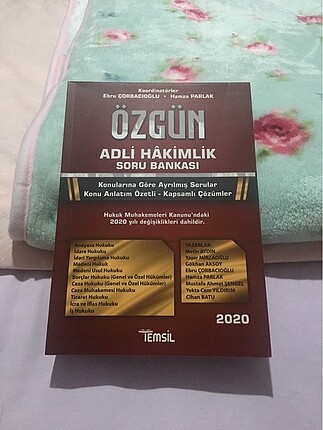 Koordinatörler
Ebru ÇORBACIOĞLU - Hamza PARLAK
ÖZGÜN
ADLİ HÂKİMLİK
SORU BANKASI
Konularına Göre Ayrılmış Sorular
Konu Anlatım Özetli - Kapsamlı Çözümler
Hukuk Muhakemeleri Kanunu'ndaki
2020 yılı değişiklikleri dahildir.
Anayasa Hukuku
İdare Hukuku
İdari Yargılama Hukuku
Medeni Hukuk
Medeni Usul Hukuku
Borçlar Hukuku (Genel ve Özel Hükümler)
Ceza Hukuku (Genel ve Özel Hükümler)
Ceza Muhakemesi Hukuku
Ticaret Hukuku
İcra ve İflas Hukuku
İş Hukuku
YAZARLAR
Metin AYDIN
Yaşar MİRZAOĞLU
Gökhan AKSOY
Ebru ÇORBACIOĞLU
Hamza PARLAK
Mustafa Ahmet ŞENGEL
Yekta Cem YILDIRIM
Cihan BATU
2020
TEMSİL